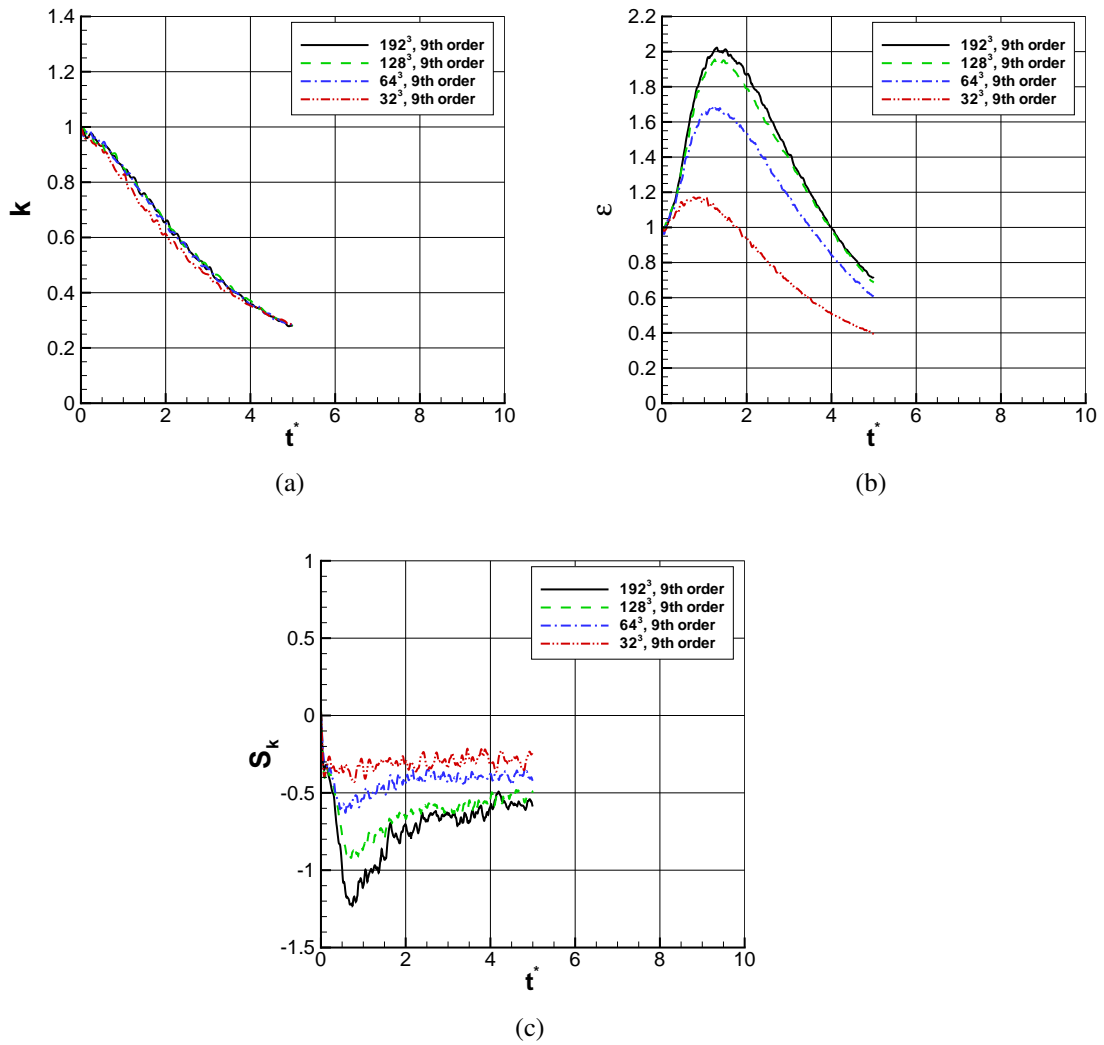 1.4
1.2
1
0.8
0.6
0.4
0.2
0
k
0 2 4 6 8 10
t*
192³, 9th order
128³, 9th order
64³, 9th order
32³, 9th order
(a)
2.2
2
1.8
1.6
1.4
1.2
1
0.8
0.6
0.4
0.2
0
ε
0 2 4 6 8 10
t*
192³, 9th order
128³, 9th order
64³, 9th order
32³, 9th order
(b)
1
0.5
0
-0.5
-1
-1.5
Sₖ
0 2 4 6 8 10
t*
192³, 9th order
128³, 9th order
64³, 9th order
32³, 9th order
(c)